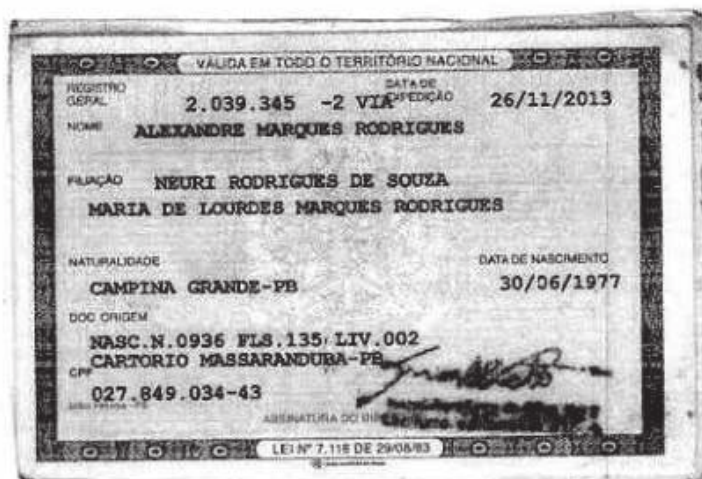 VÁLIDA EM TODO O TERRITÓRIO NACIONAL
REGISTRO GERAL 2.039.345 -2 VIA DATA DE EXPEDIÇÃO 26/11/2013
NOME ALEXANDRE MARQUES RODRIGUES
FILIAÇÃO NEURI RODRIGUES DE SOUZA
MARIA DE LOURDES MARQUES RODRIGUES
NATURALIDADE DATA DE NASCIMENTO
CAMPINA GRANDE-PB 30/06/1977
DOC ORIGEM
NASC.N.0936 FLS.135 LIV.002
CARTORIO MASSARANDUBA-PB
CPF
027.849.034-43
ASSINATURA DO
LEI Nº 7.116 DE 29/08/83